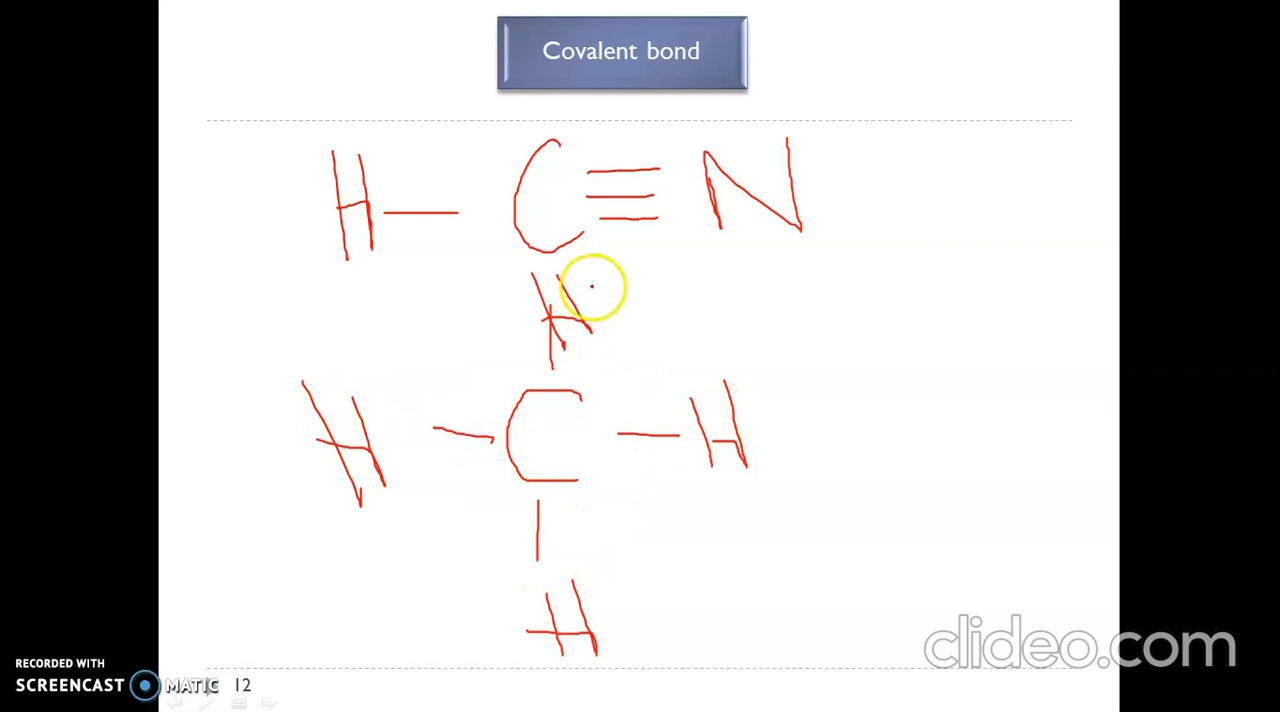 Covalent bond
H — C ≡ N
H
|
H — C — H
|
H
clideo.com
RECORDED WITH
SCREENCAST MATIC 12